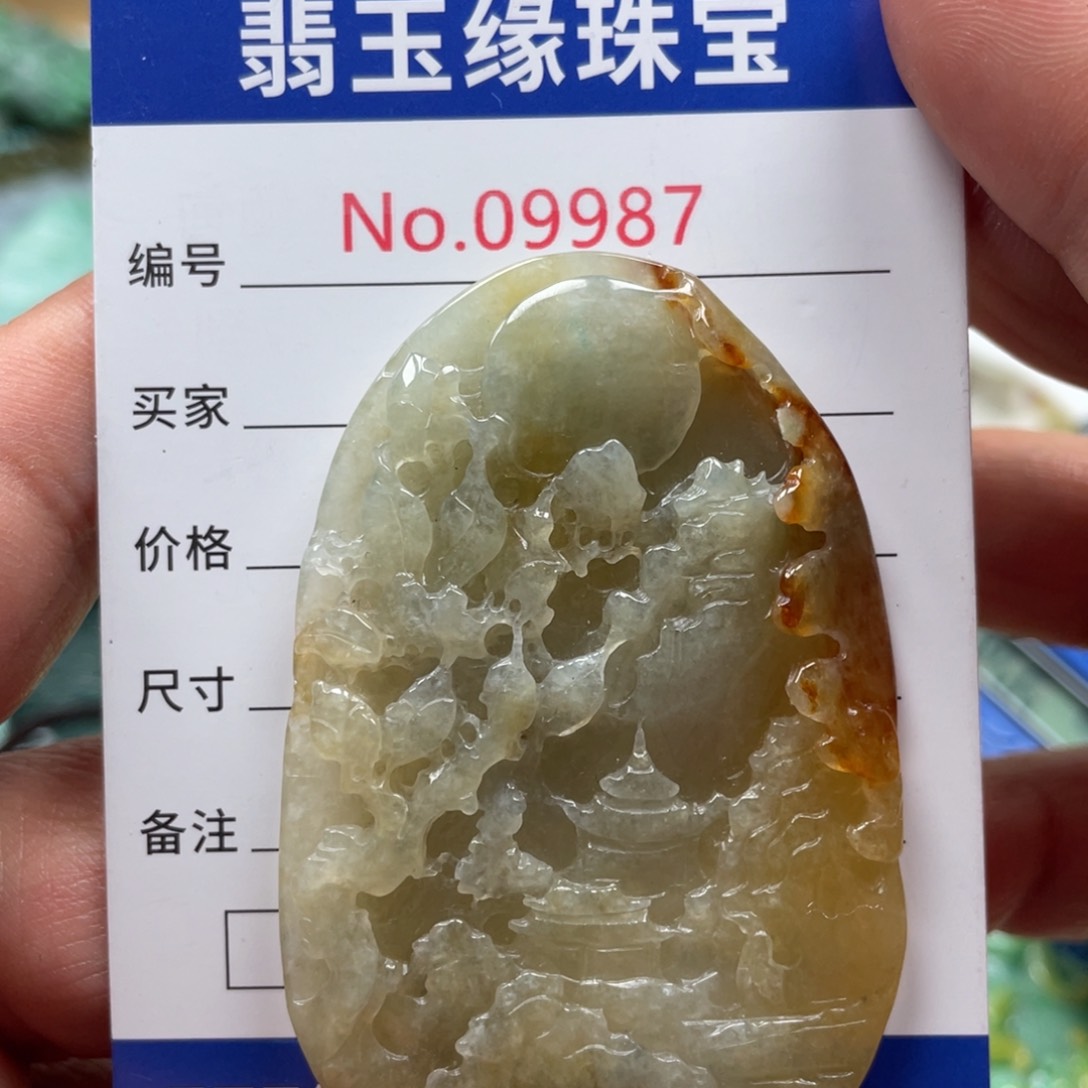 翡玉缘珠宝
编号 No.09987
买家
价格
尺寸
备注